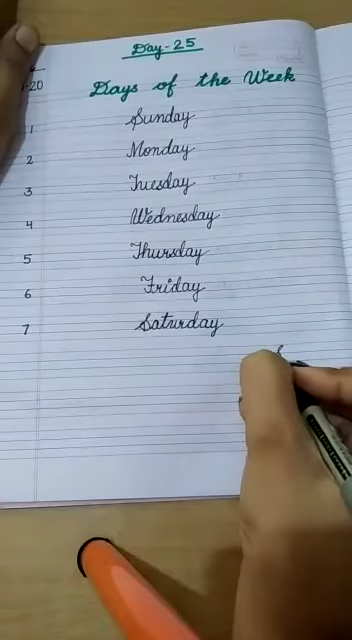 Day-25
Days of the Week
1 Sunday
2 Monday
3 Tuesday
4 Wednesday
5 Thursday
6 Friday
7 Saturday